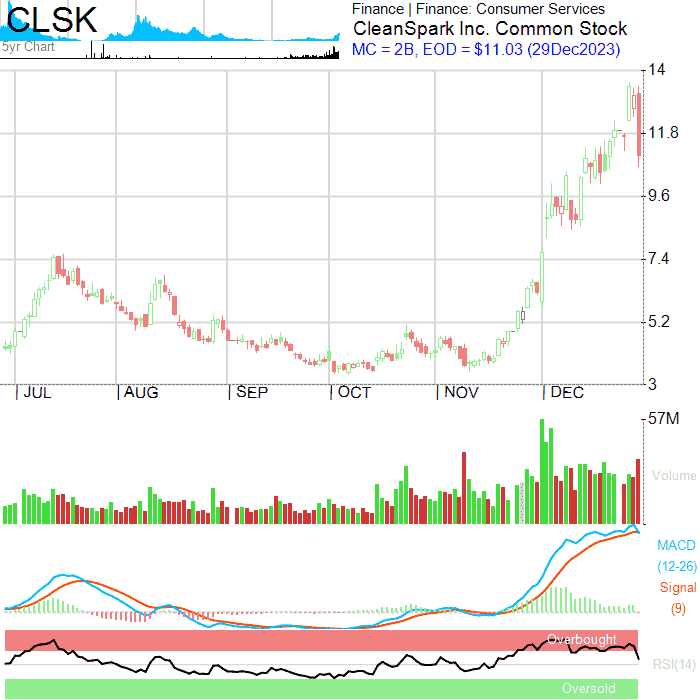 CLSK
5yr Chart
Finance | Finance: Consumer Services
CleanSpark Inc. Common Stock
MC = 2B, EOD = $11.03 (29Dec2023)
14
11.8
9.6
7.4
5.2
3
JUL AUG SEP OCT NOV DEC
57M
Volume
MACD
(12-26)
Signal
(9)
Overbought
RSI(14)
Oversold